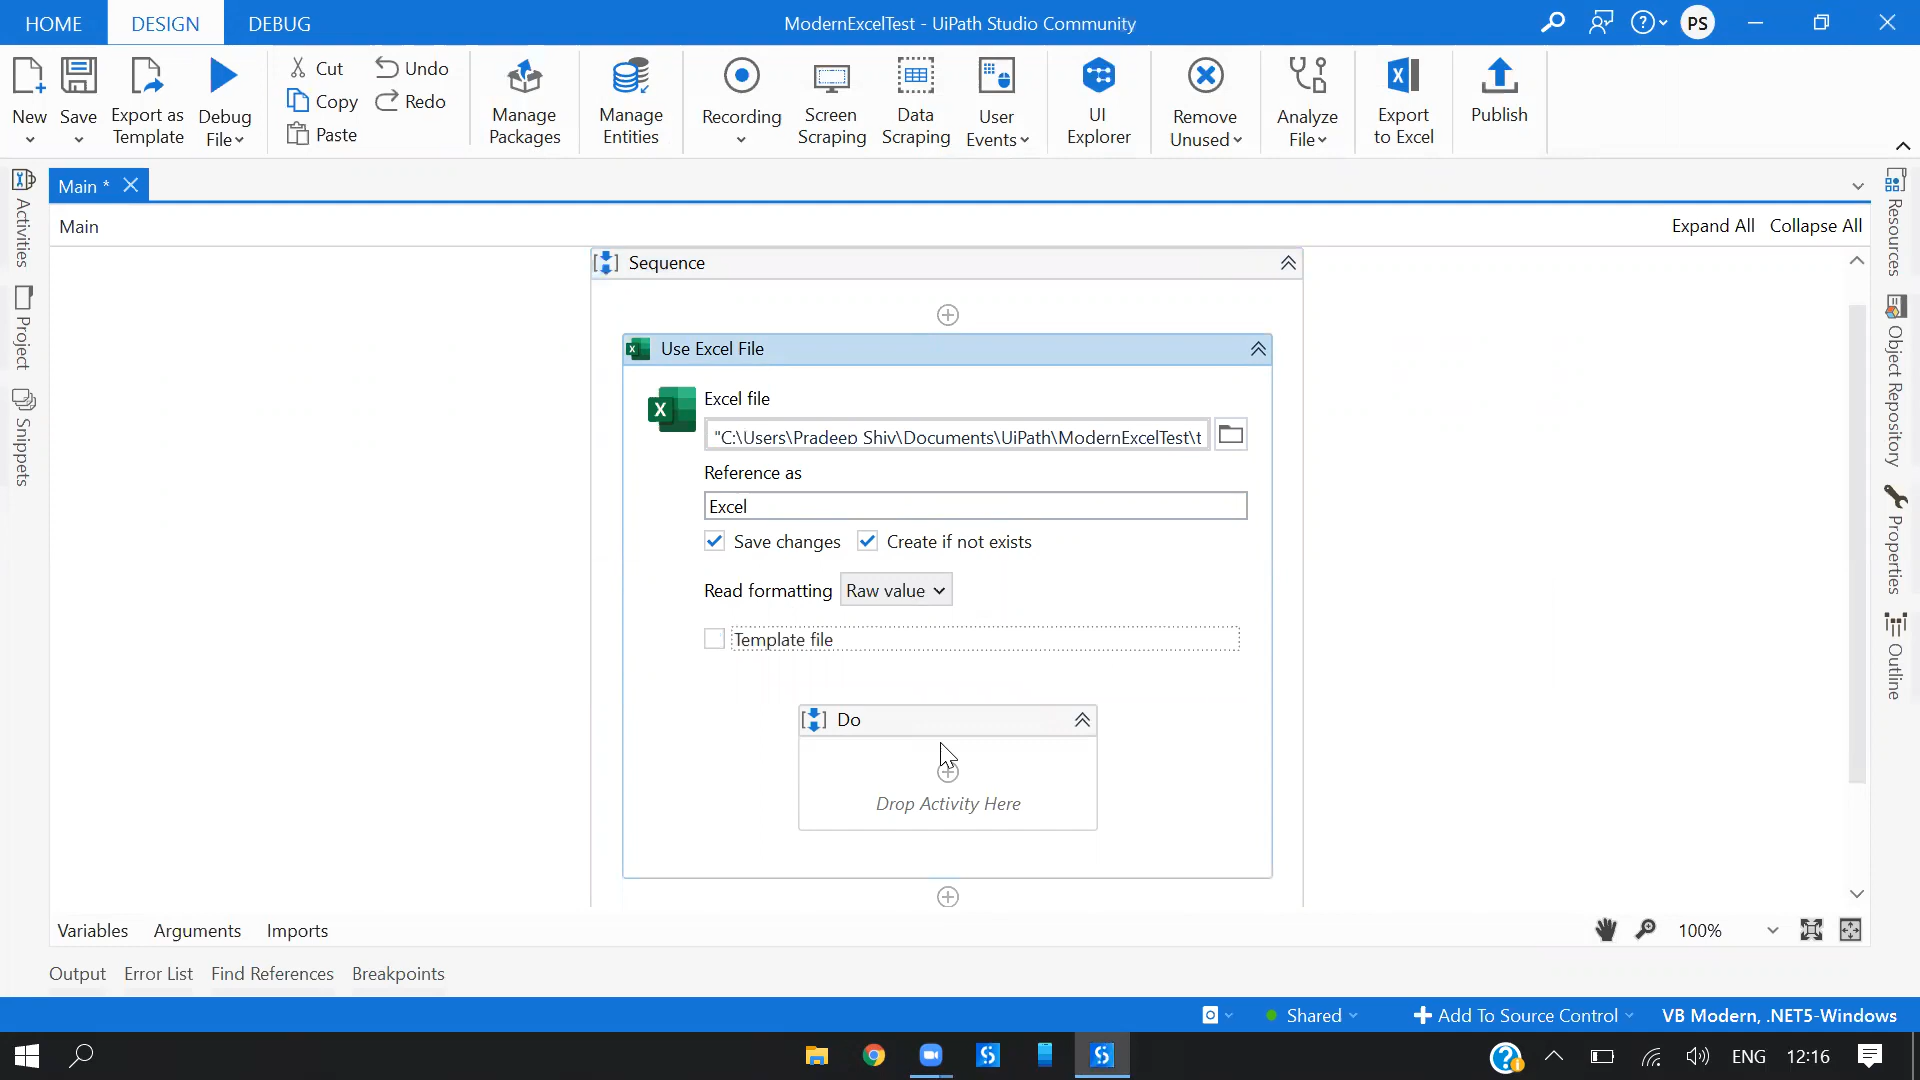 HOME DESIGN DEBUG ModernExcelTest - UiPath Studio Community PS
New Save Export as Template Debug File Cut Copy Paste Undo Redo Manage Packages Manage Entities Recording Screen Scraping Data Scraping User Events UI Explorer Remove Unused Analyze File Export to Excel Publish
Main *
Main Expand All Collapse All
Activities
Project
Snippets
Sequence
Use Excel File
Excel file
"C:\Users\Pradeep Shiv\Documents\UiPath\ModernExcelTest\t
Reference as
Excel
Save changes Create if not exists
Read formatting Raw value
Template file
Do
Drop Activity Here
Resources
Object Repository
Properties
Outline
Variables Arguments Imports 100%
Output Error List Find References Breakpoints
Shared Add To Source Control VB Modern, .NET5-Windows
ENG 12:16